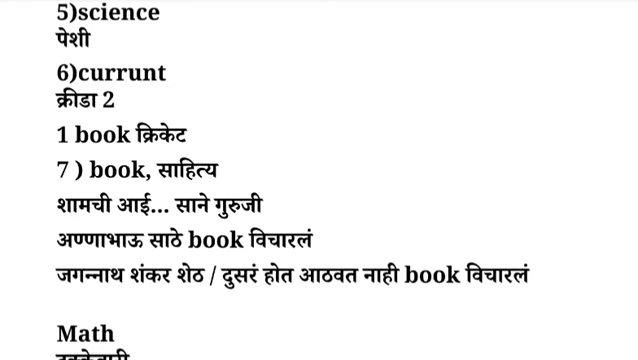 5)science
पेशी
6)currunt
क्रीडा 2
1 book क्रिकेट
7 ) book, साहित्य
शामची आई... साने गुरुजी
अण्णाभाऊ साठे book विचारलं
जगन्नाथ शंकर शेठ / दुसरं होत आठवत नाही book विचारलं
Math